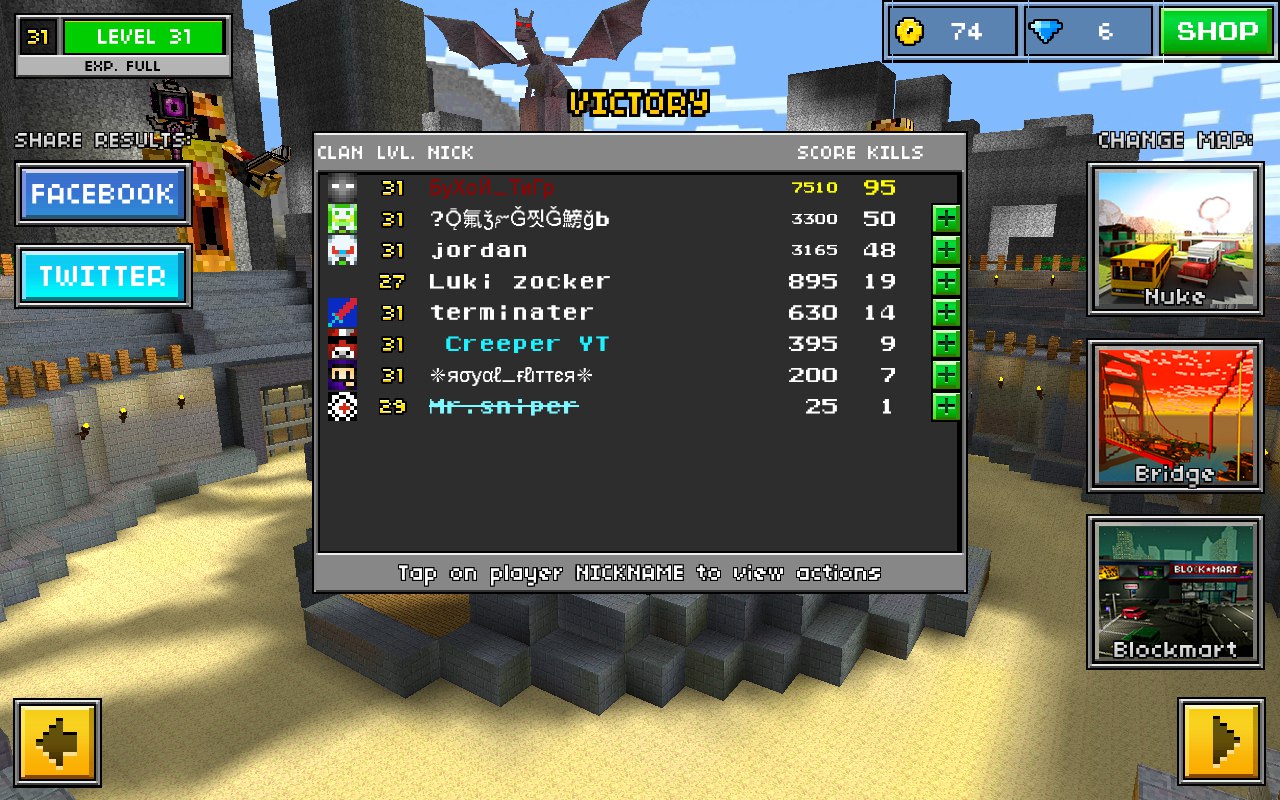 31 LEVEL 31
EXP. FULL
74 6 SHOP
VICTORY
SHARE RESULTS:
FACEBOOK
TWITTER
CHANGE MAP:
CLAN LVL. NICK SCORE KILLS
31 БуХоЙ_ТиГр 7510 95
31 3300 50
31 jordan 3165 48
27 Luki zocker 895 19
31 terminater 630 14
31 Creeper YT 395 9
31 ❈яσуαℓ_ғℓιттєя❈ 200 7
29 Mr.sniper 25 1
Tap on player NICKNAME to view actions
Nuke
Bridge
BLOCK★MART
Blockmart